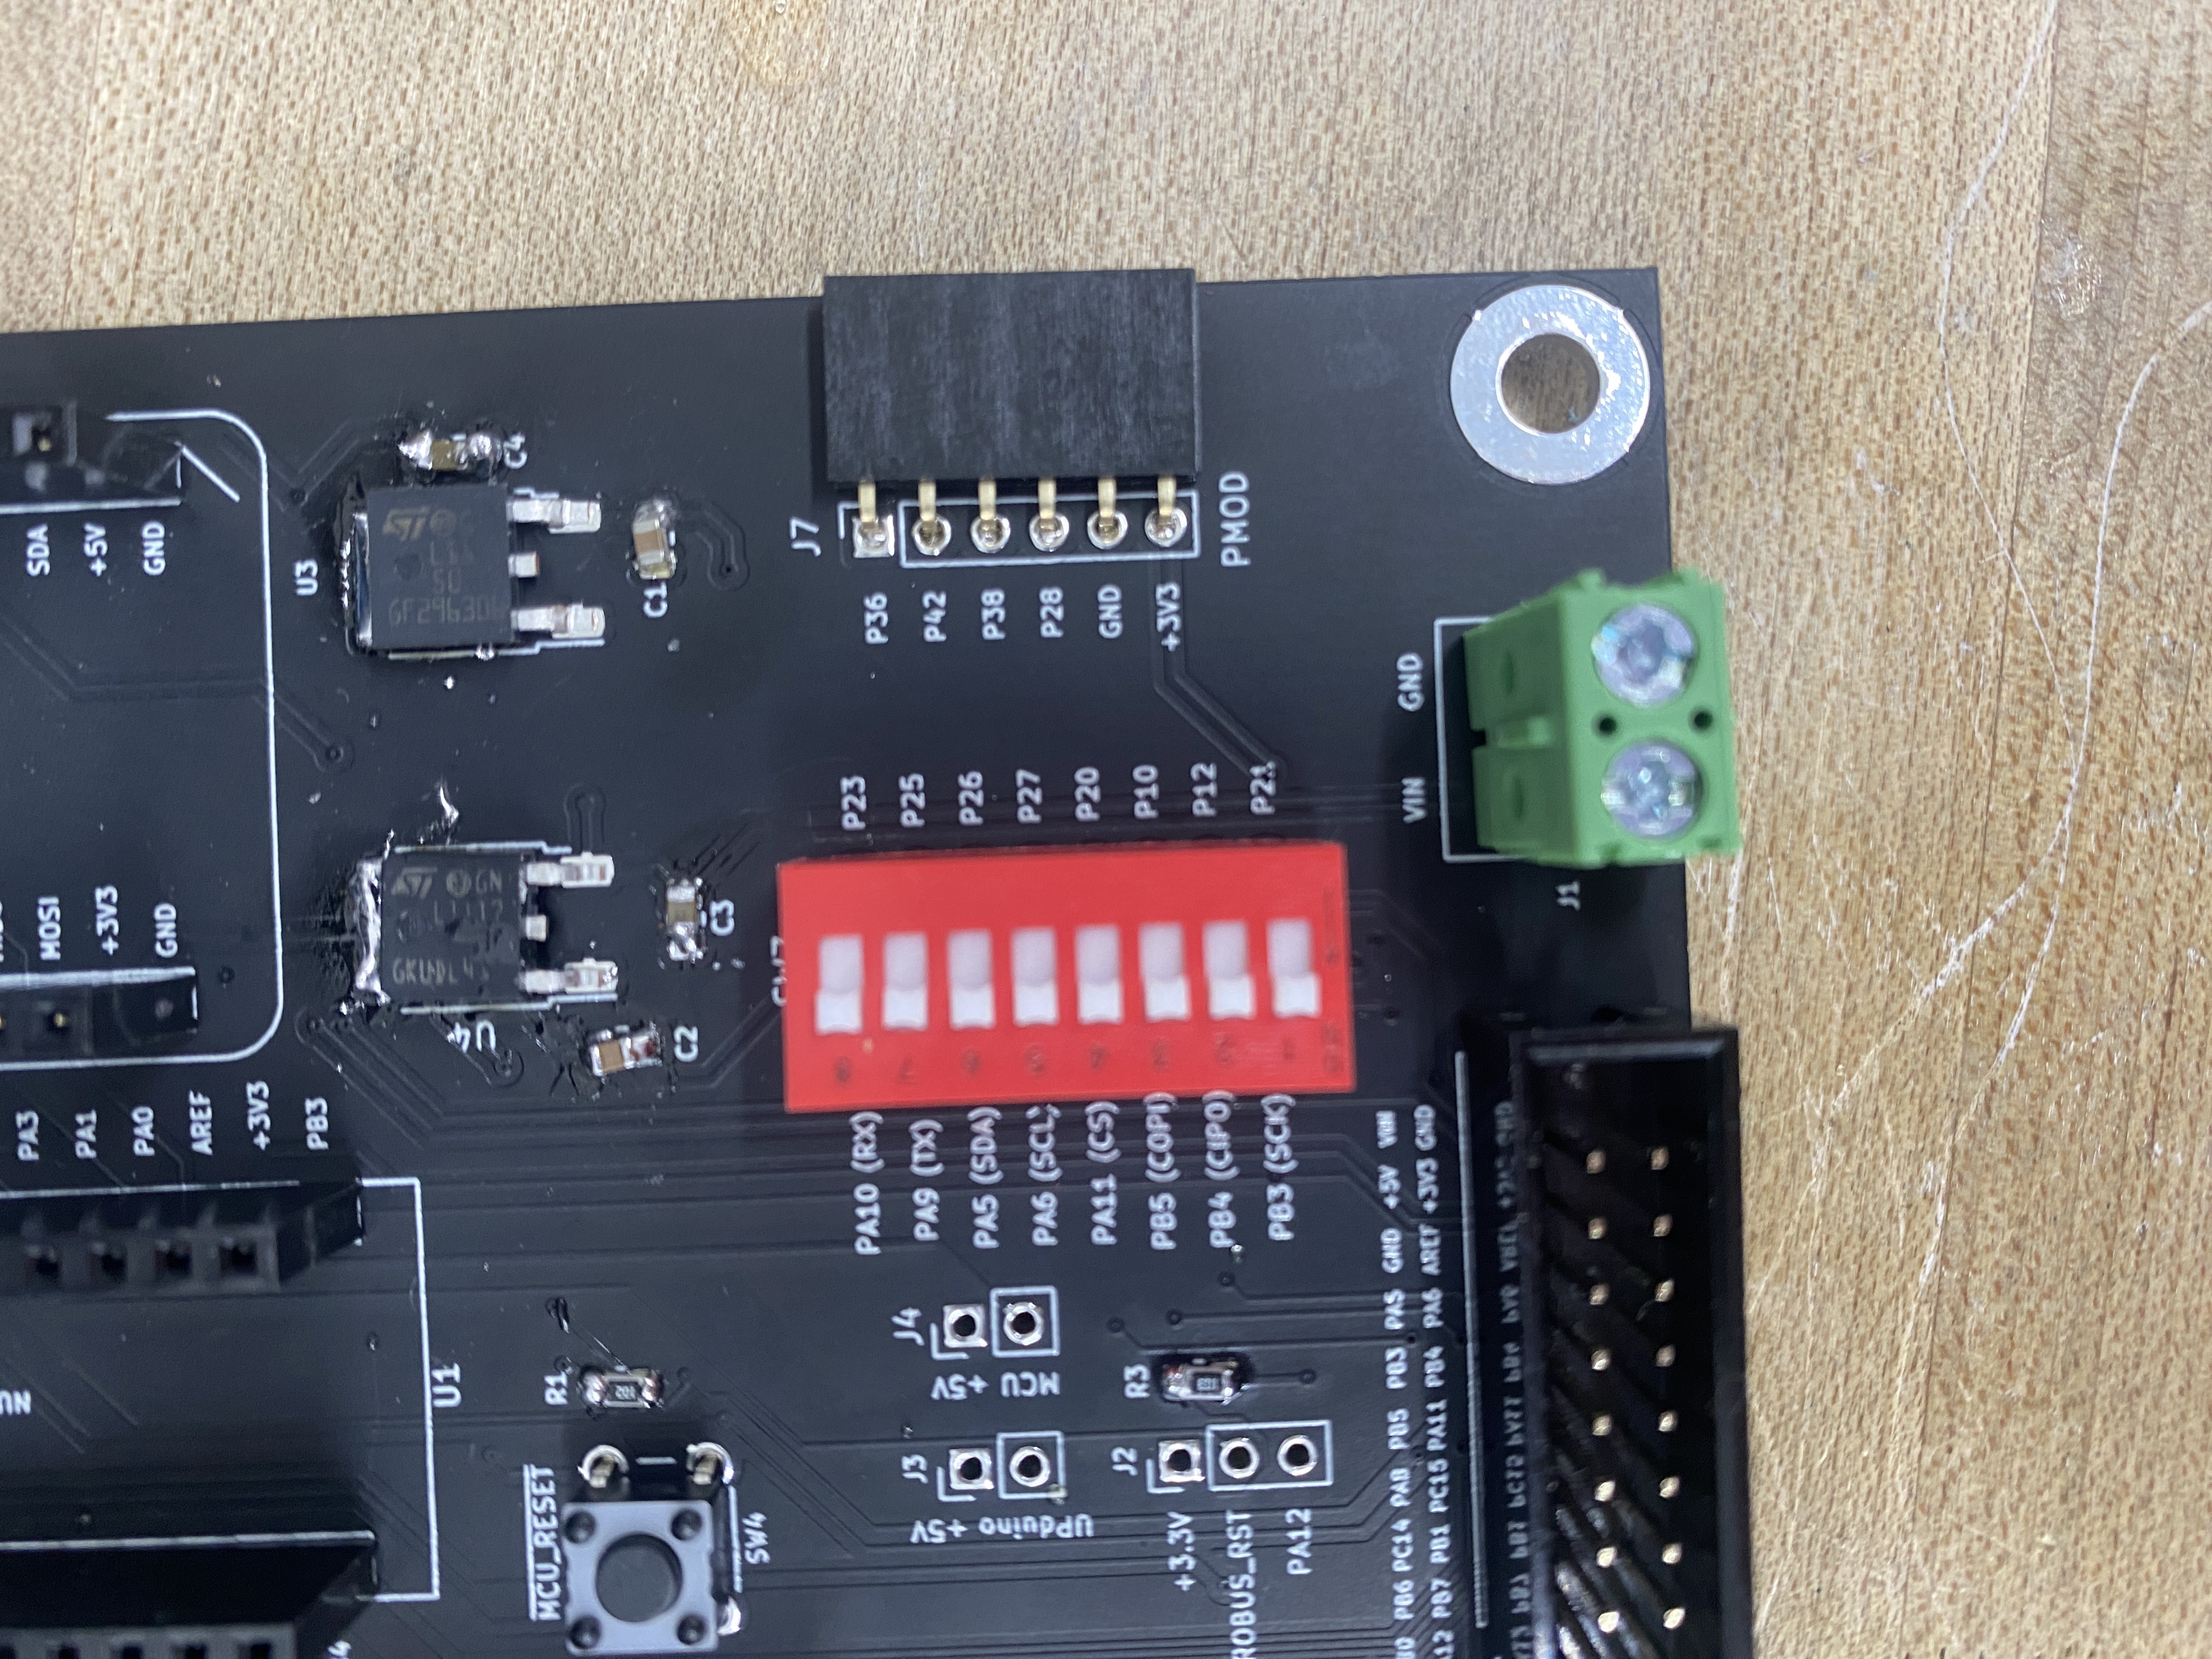 PA3
MOSI
SDA
PA1
+3V3
+5V
PA0
GND
GND
AREF
+3V3
PB3
U3
U1
U4
C4
MCU_RESET
R1
C1
C2
C3
SW4
J7
PA10 (RX)
P23
P36
PA9 (TX)
P25
P42
J3
J4
UPduino +5V
MCU +5V
PA5 (SDA)
P26
P38
PA6 (SCL)
P27
P28
PA11 (CS)
P20
GND
J2
R3
PB5 (COPI)
P10
+3V3
+3.3V
PB4 (CIPO)
P12
PMOD
ROBUS_RST
PB3 (SCK)
P21
PA12
PB6 PC14 PA8 PB5 PB3 PA5 GND +5V VIN
PB7 PB1 PC15 PA11 PB4 PA6 AREF +3V3 GND
VIN GND
J1